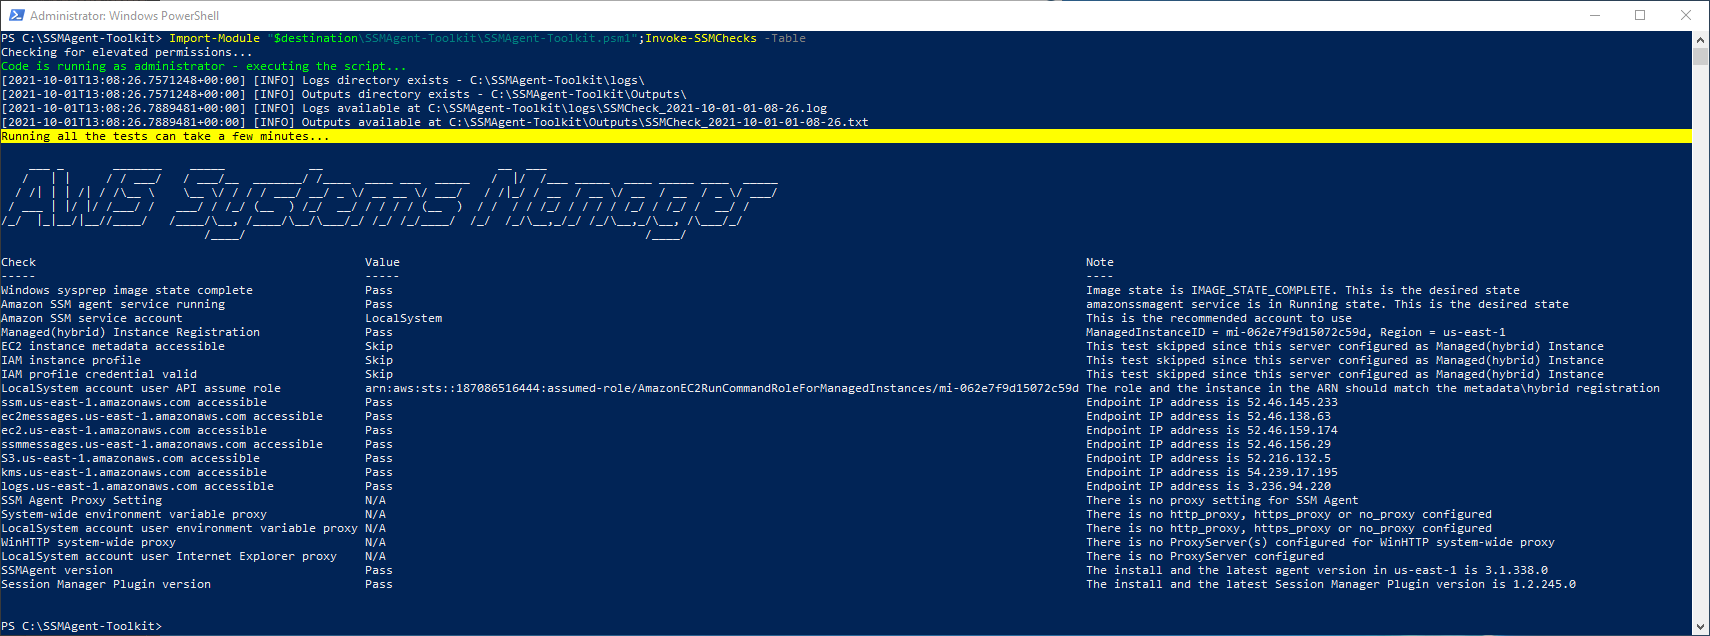 Administrator: Windows PowerShell
PS C:\SSMAgent-Toolkit> Import-Module "$destination\SSMAgent-Toolkit\SSMAgent-Toolkit.psm1";Invoke-SSMChecks -Table
Checking for elevated permissions...
Code is running as administrator - executing the script...
[2021-10-01T13:08:26.7571248+00:00] [INFO] Logs directory exists - C:\SSMAgent-Toolkit\logs\
[2021-10-01T13:08:26.7571248+00:00] [INFO] Outputs directory exists - C:\SSMAgent-Toolkit\Outputs\
[2021-10-01T13:08:26.7889481+00:00] [INFO] Logs available at C:\SSMAgent-Toolkit\logs\SSMCheck_2021-10-01-01-08-26.log
[2021-10-01T13:08:26.7889481+00:00] [INFO] Outputs available at C:\SSMAgent-Toolkit\Outputs\SSMCheck_2021-10-01-01-08-26.txt
Running all the tests can take a few minutes...
AWS Systems Manager
Check Value Note
----- ----- ----
Windows sysprep image state complete Pass Image state is IMAGE_STATE_COMPLETE. This is the desired state
Amazon SSM agent service running Pass amazonssmagent service is in Running state. This is the desired state
Amazon SSM service account LocalSystem This is the recommended account to use
Managed(hybrid) Instance Registration Pass ManagedInstanceID = mi-062e7f9d15072c59d, Region = us-east-1
EC2 instance metadata accessible Skip This test skipped since this server configured as Managed(hybrid) Instance
IAM instance profile Skip This test skipped since this server configured as Managed(hybrid) Instance
IAM profile credential valid Skip This test skipped since this server configured as Managed(hybrid) Instance
LocalSystem account user API assume role arn:aws:sts::187086516444:assumed-role/AmazonEC2RunCommandRoleForManagedInstances/mi-062e7f9d15072c59d The role and the instance in the ARN should match the metadata\hybrid registration
ssm.us-east-1.amazonaws.com accessible Pass Endpoint IP address is 52.46.145.233
ec2messages.us-east-1.amazonaws.com accessible Pass Endpoint IP address is 52.46.138.63
ec2.us-east-1.amazonaws.com accessible Pass Endpoint IP address is 52.46.159.174
ssmmessages.us-east-1.amazonaws.com accessible Pass Endpoint IP address is 52.46.156.29
S3.us-east-1.amazonaws.com accessible Pass Endpoint IP address is 52.216.132.5
kms.us-east-1.amazonaws.com accessible Pass Endpoint IP address is 54.239.17.195
logs.us-east-1.amazonaws.com accessible Pass Endpoint IP address is 3.236.94.220
SSM Agent Proxy Setting N/A There is no proxy setting for SSM Agent
System-wide environment variable proxy N/A There is no http_proxy, https_proxy or no_proxy configured
LocalSystem account user environment variable proxy N/A There is no http_proxy, https_proxy or no_proxy configured
WinHTTP system-wide proxy N/A There is no ProxyServer(s) configured for WinHTTP system-wide proxy
LocalSystem account user Internet Explorer proxy N/A There is no ProxyServer configured
SSMAgent version Pass The install and the latest agent version in us-east-1 is 3.1.338.0
Session Manager Plugin version Pass The install and the latest Session Manager Plugin version is 1.2.245.0
PS C:\SSMAgent-Toolkit>